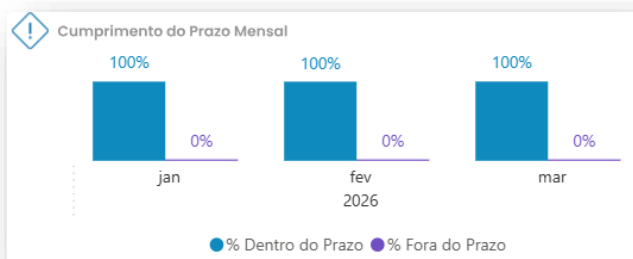 Cumprimento do Prazo Mensal
100% 100% 100%
0% 0% 0%
jan fev mar
2026
% Dentro do Prazo % Fora do Prazo